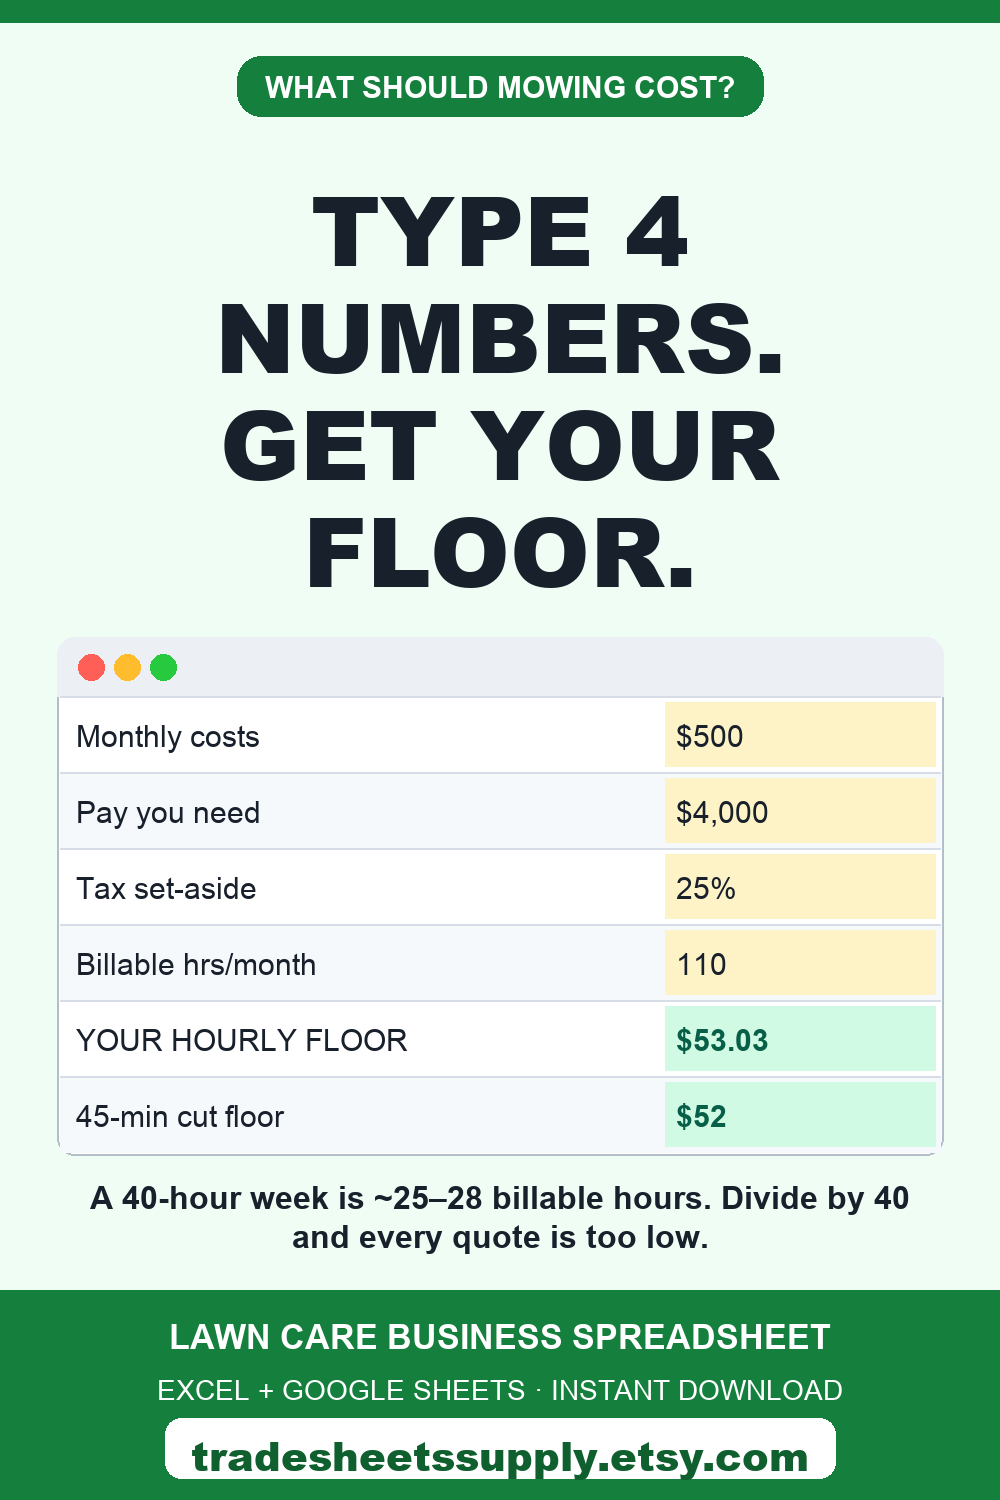 WHAT SHOULD MOWING COST?
TYPE 4
NUMBERS.
GET YOUR
FLOOR.
Monthly costs $500
Pay you need $4,000
Tax set-aside 25%
Billable hrs/month 110
YOUR HOURLY FLOOR $53.03
45-min cut floor $52
A 40-hour week is ~25–28 billable hours. Divide by 40
and every quote is too low.
LAWN CARE BUSINESS SPREADSHEET
EXCEL + GOOGLE SHEETS · INSTANT DOWNLOAD
tradesheetssupply.etsy.com